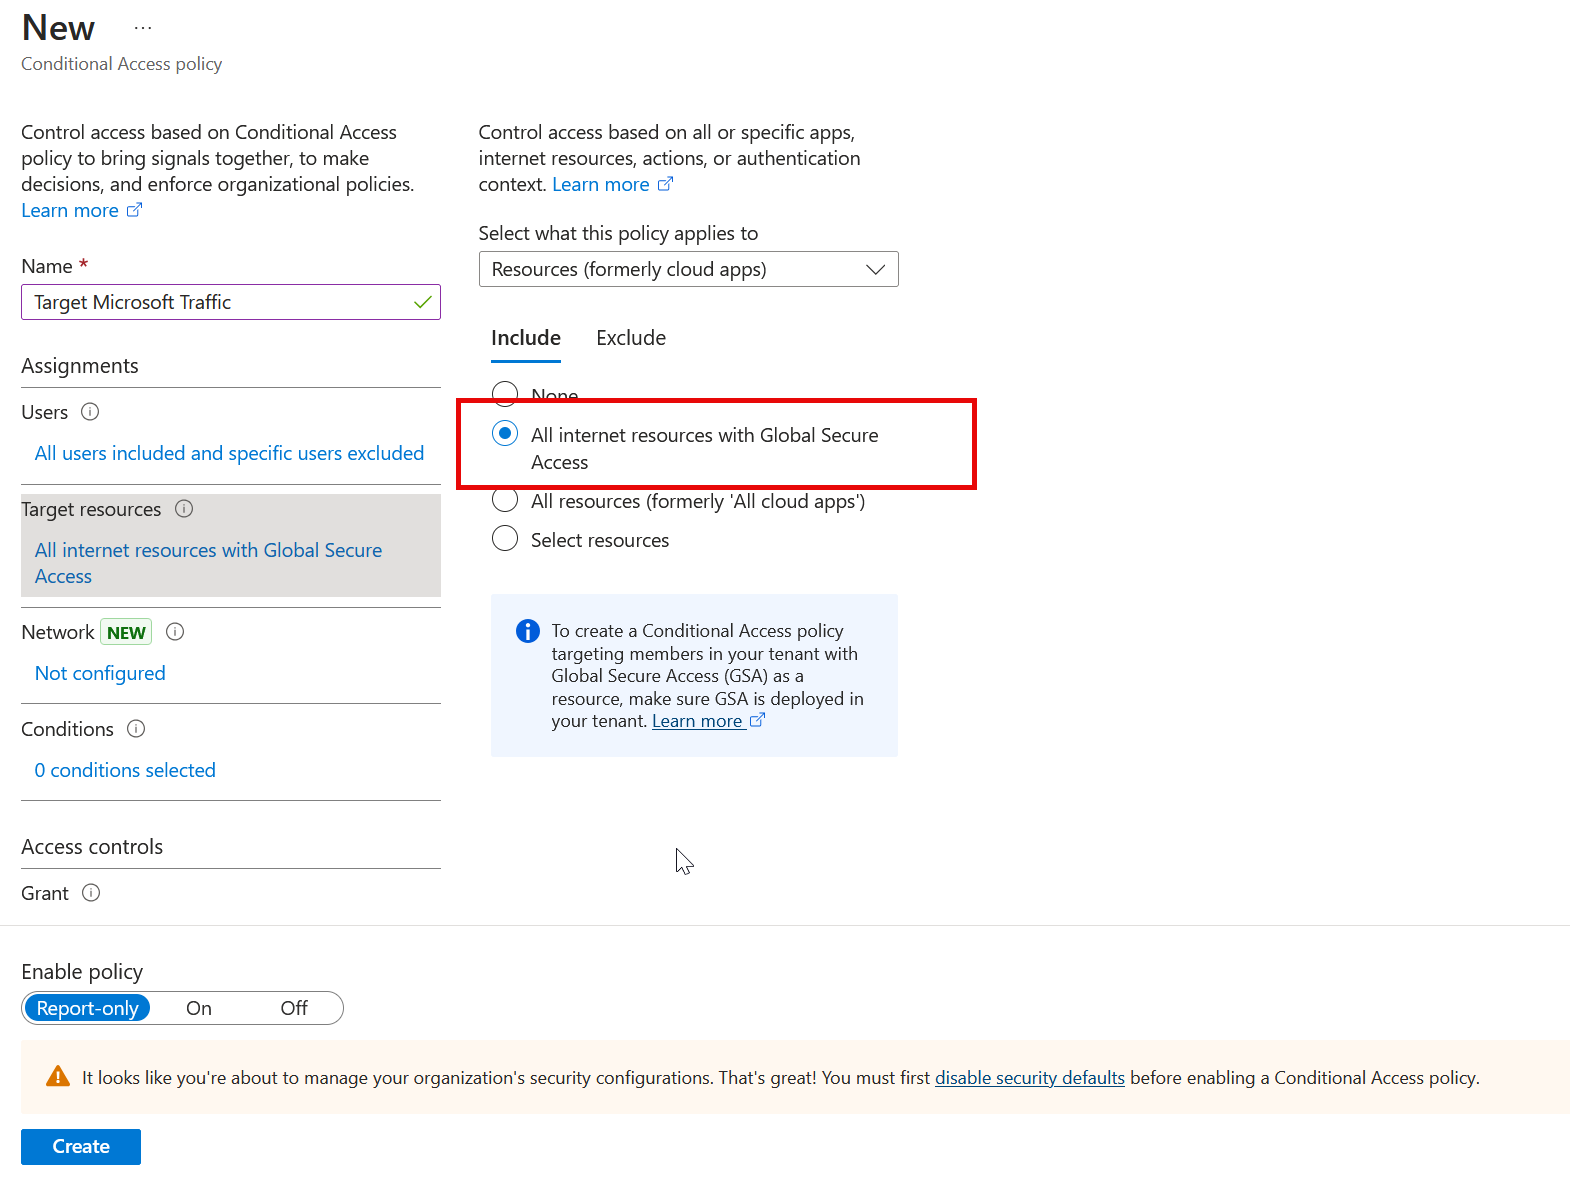 New ...
Conditional Access policy
Control access based on Conditional Access
policy to bring signals together, to make
decisions, and enforce organizational policies.
Learn more
Name *
Target Microsoft Traffic
Assignments
Users
All users included and specific users excluded
Target resources
All internet resources with Global Secure
Access
Network NEW
Not configured
Conditions
0 conditions selected
Access controls
Grant
Control access based on all or specific apps,
internet resources, actions, or authentication
context. Learn more
Select what this policy applies to
Resources (formerly cloud apps)
Include Exclude
None
All internet resources with Global Secure
Access
All resources (formerly 'All cloud apps')
Select resources
To create a Conditional Access policy
targeting members in your tenant with
Global Secure Access (GSA) as a
resource, make sure GSA is deployed in
your tenant. Learn more
Enable policy
Report-only On Off
It looks like you're about to manage your organization's security configurations. That's great! You must first disable security defaults before enabling a Conditional Access policy.
Create